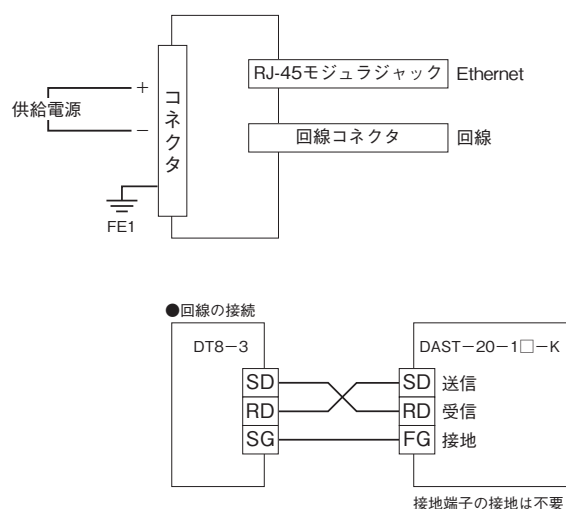 供給電源
+
−
コネクタ
FE1
RJ-45モジュラジャック Ethernet
回線コネクタ 回線
●回線の接続
DT8−3
SD
RD
SG
DAST−20−1□−K
SD 送信
RD 受信
FG 接地
接地端子の接地は不要